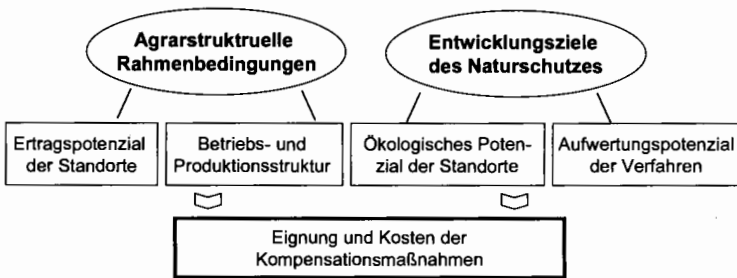 Agrarstruktruelle
Rahmenbedingungen
Entwicklungsziele
des Naturschutzes
Ertragspotenzial
der Standorte
Betriebs- und
Produktionsstruktur
Ökologisches Poten-
zial der Standorte
Aufwertungspotenzial
der Verfahren
Eignung und Kosten der
Kompensationsmaßnahmen